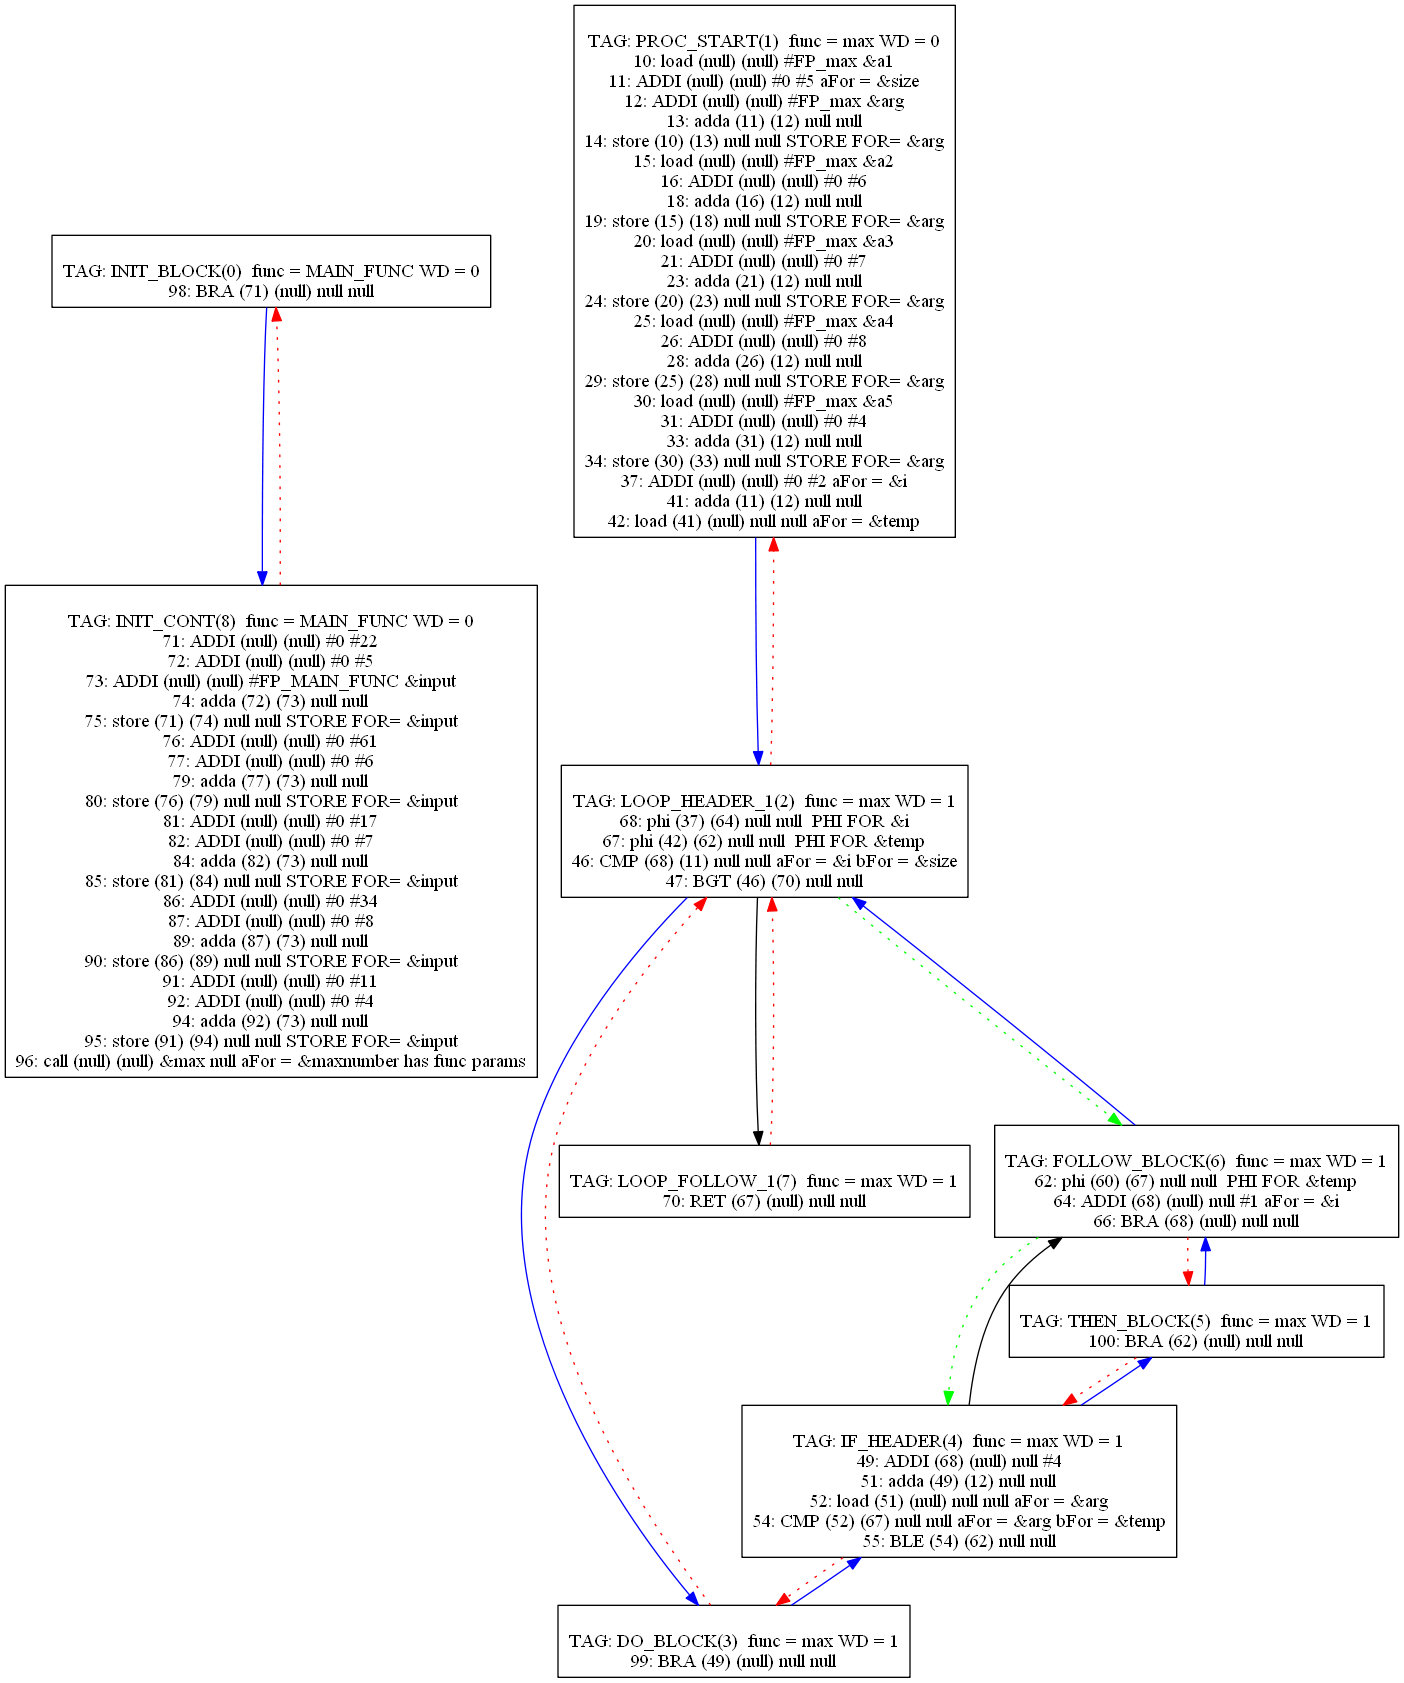 TAG: PROC_START(1)  func = max WD = 0
10: load (null) (null) #FP_max &a1
11: ADDI (null) (null) #0 #5 aFor = &size
12: ADDI (null) (null) #FP_max &arg
13: adda (11) (12) null null
14: store (10) (13) null null STORE FOR= &arg
15: load (null) (null) #FP_max &a2
16: ADDI (null) (null) #0 #6
18: adda (16) (12) null null
19: store (15) (18) null null STORE FOR= &arg
20: load (null) (null) #FP_max &a3
21: ADDI (null) (null) #0 #7
23: adda (21) (12) null null
24: store (20) (23) null null STORE FOR= &arg
25: load (null) (null) #FP_max &a4
26: ADDI (null) (null) #0 #8
28: adda (26) (12) null null
29: store (25) (28) null null STORE FOR= &arg
30: load (null) (null) #FP_max &a5
31: ADDI (null) (null) #0 #4
33: adda (31) (12) null null
34: store (30) (33) null null STORE FOR= &arg
37: ADDI (null) (null) #0 #2 aFor = &i
41: adda (11) (12) null null
42: load (41) (null) null null aFor = &temp
TAG: INIT_BLOCK(0)  func = MAIN_FUNC WD = 0
98: BRA (71) (null) null null
TAG: INIT_CONT(8)  func = MAIN_FUNC WD = 0
71: ADDI (null) (null) #0 #22
72: ADDI (null) (null) #0 #5
73: ADDI (null) (null) #FP_MAIN_FUNC &input
74: adda (72) (73) null null
75: store (71) (74) null null STORE FOR= &input
76: ADDI (null) (null) #0 #61
77: ADDI (null) (null) #0 #6
79: adda (77) (73) null null
80: store (76) (79) null null STORE FOR= &input
81: ADDI (null) (null) #0 #17
82: ADDI (null) (null) #0 #7
84: adda (82) (73) null null
85: store (81) (84) null null STORE FOR= &input
86: ADDI (null) (null) #0 #34
87: ADDI (null) (null) #0 #8
89: adda (87) (73) null null
90: store (86) (89) null null STORE FOR= &input
91: ADDI (null) (null) #0 #11
92: ADDI (null) (null) #0 #4
94: adda (92) (73) null null
95: store (91) (94) null null STORE FOR= &input
96: call (null) (null) &max null aFor = &maxnumber has func params
TAG: LOOP_HEADER_1(2)  func = max WD = 1
68: phi (37) (64) null null  PHI FOR &i
67: phi (42) (62) null null  PHI FOR &temp
46: CMP (68) (11) null null aFor = &i bFor = &size
47: BGT (46) (70) null null
TAG: LOOP_FOLLOW_1(7)  func = max WD = 1
70: RET (67) (null) null null
TAG: FOLLOW_BLOCK(6)  func = max WD = 1
62: phi (60) (67) null null  PHI FOR &temp
64: ADDI (68) (null) null #1 aFor = &i
66: BRA (68) (null) null null
TAG: THEN_BLOCK(5)  func = max WD = 1
100: BRA (62) (null) null null
TAG: IF_HEADER(4)  func = max WD = 1
49: ADDI (68) (null) null #4
51: adda (49) (12) null null
52: load (51) (null) null null aFor = &arg
54: CMP (52) (67) null null aFor = &arg bFor = &temp
55: BLE (54) (62) null null
TAG: DO_BLOCK(3)  func = max WD = 1
99: BRA (49) (null) null null